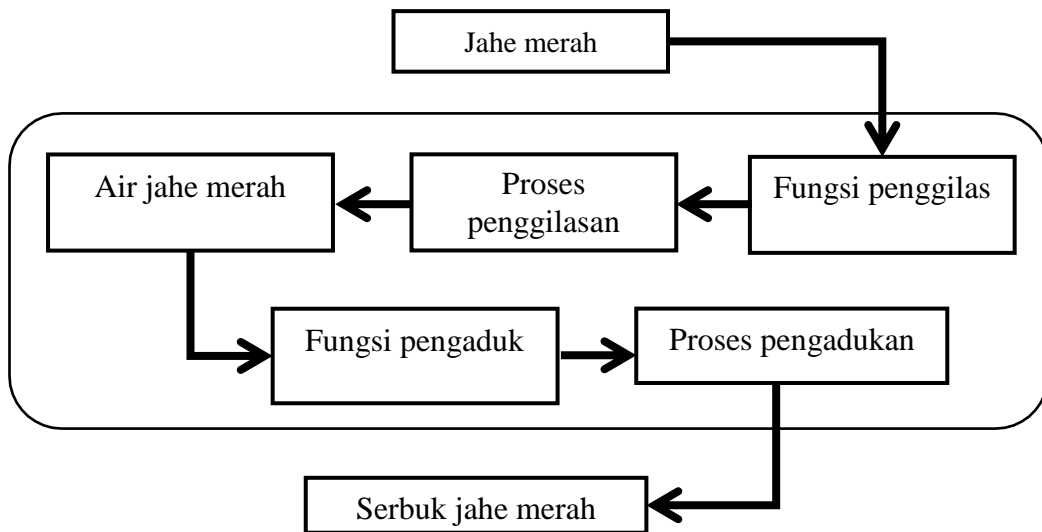 Jahe merah
Fungsi penggilas
Proses
penggilasan
Air jahe merah
Fungsi pengaduk
Proses pengadukan
Serbuk jahe merah